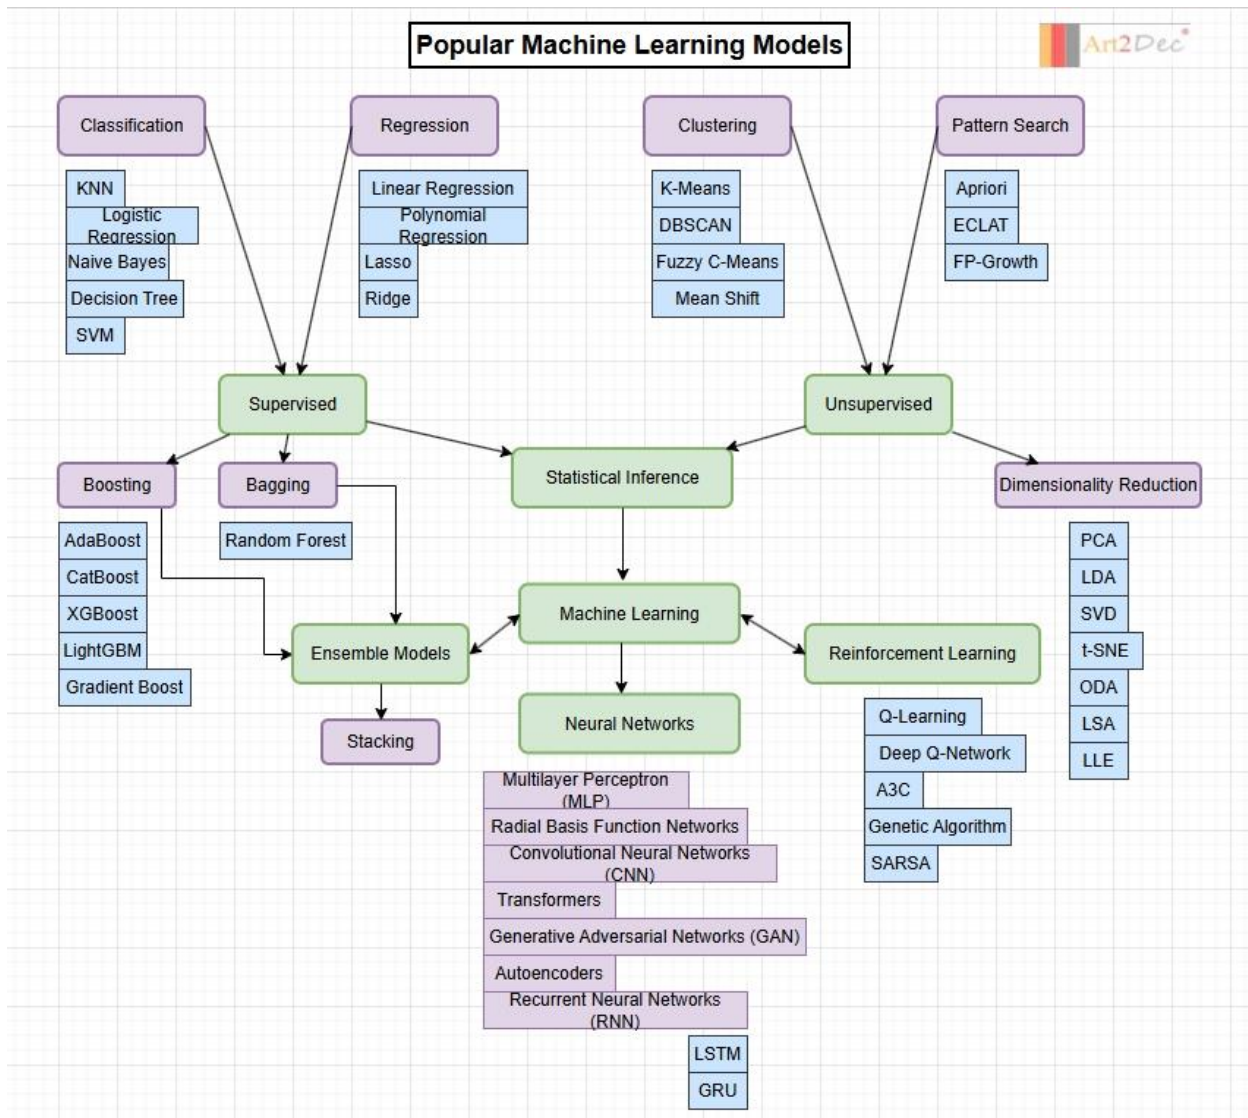 Popular Machine Learning Models
Art2Dec
Classification
Regression
Clustering
Pattern Search
KNN
Logistic
Regression
Naive Bayes
Decision Tree
SVM
Linear Regression
Polynomial
Regression
Lasso
Ridge
K-Means
DBSCAN
Fuzzy C-Means
Mean Shift
Apriori
ECLAT
FP-Growth
Supervised
Unsupervised
Boosting
Bagging
Statistical Inference
Dimensionality Reduction
AdaBoost
CatBoost
XGBoost
LightGBM
Gradient Boost
Random Forest
PCA
LDA
SVD
t-SNE
ODA
LSA
LLE
Machine Learning
Ensemble Models
Reinforcement Learning
Stacking
Neural Networks
Q-Learning
Deep Q-Network
A3C
Genetic Algorithm
SARSA
Multilayer Perceptron
(MLP)
Radial Basis Function Networks
Convolutional Neural Networks
(CNN)
Transformers
Generative Adversarial Networks (GAN)
Autoencoders
Recurrent Neural Networks
(RNN)
LSTM
GRU